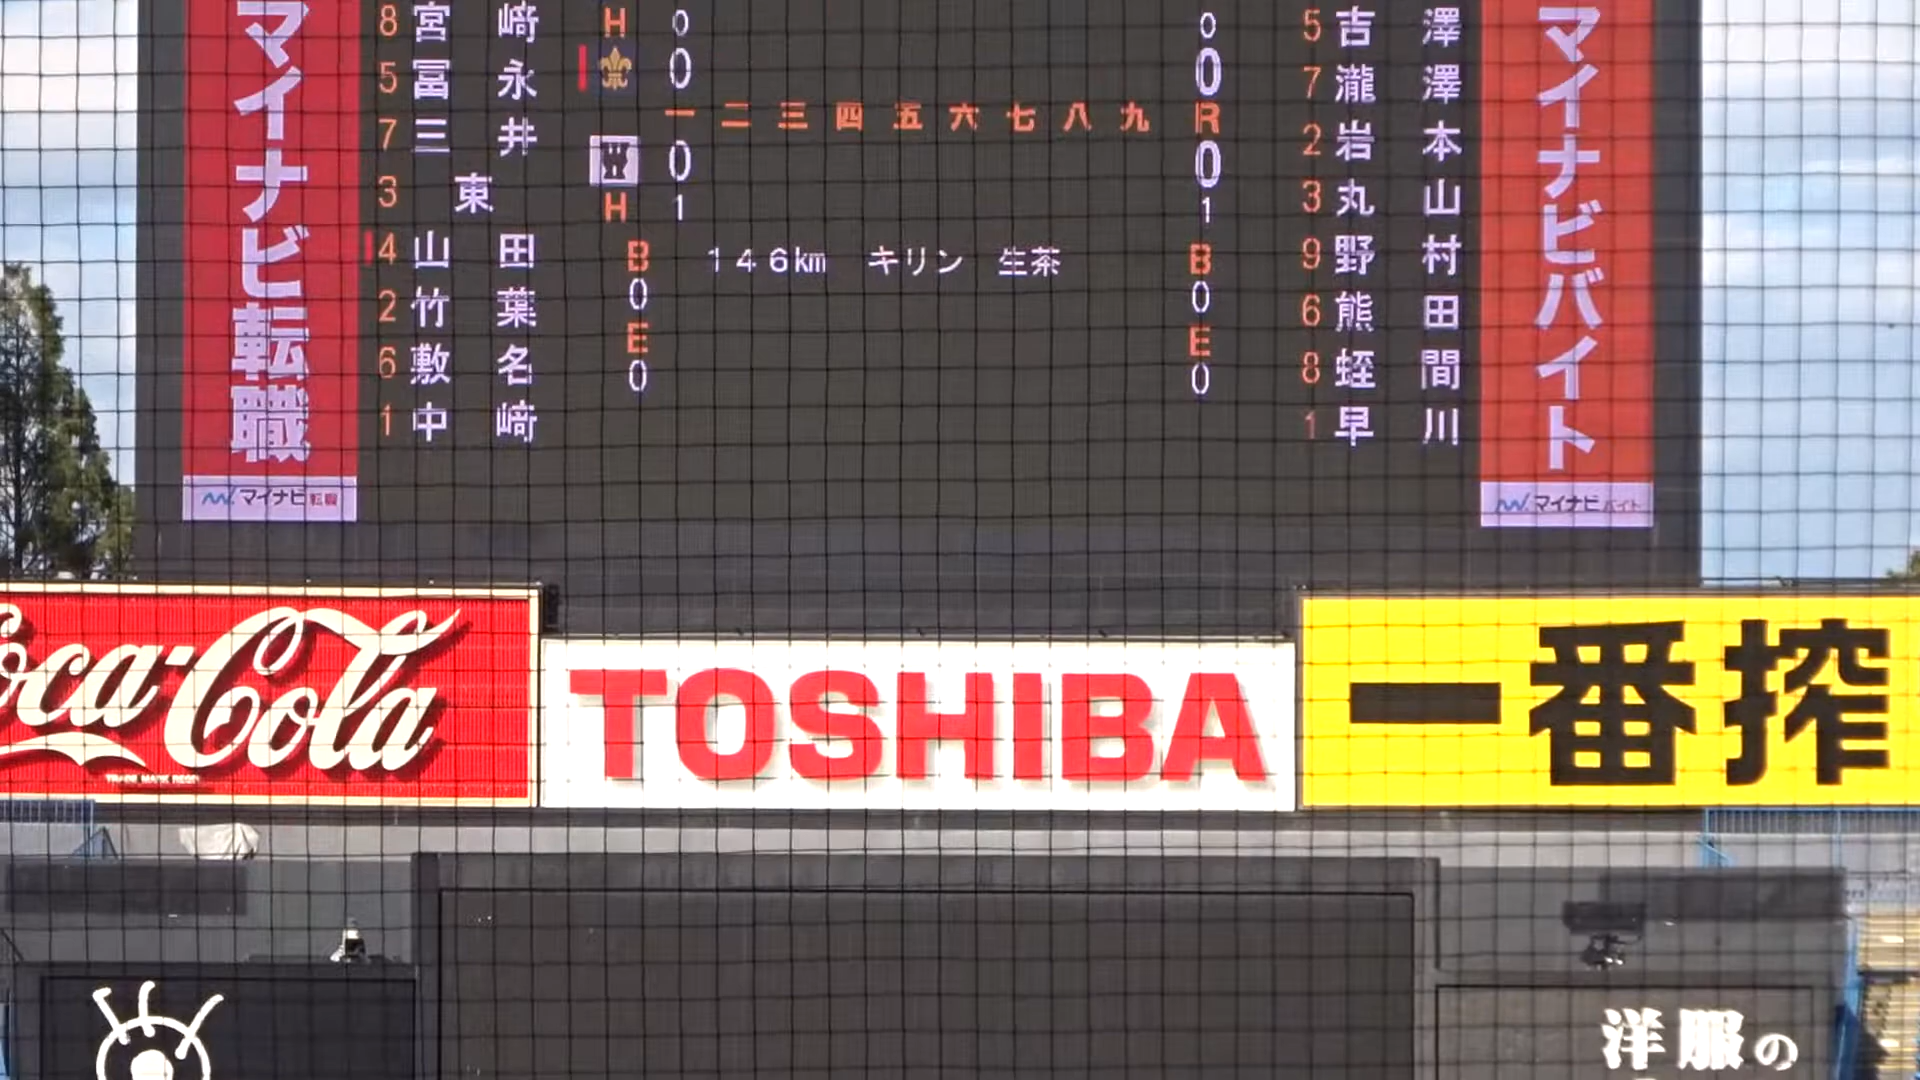 マイナビ転職
マイナビ転職
8 宮 﨑
5 冨 永
7 三 井
3 東
4 山 田
2 竹 葉
6 敷 名
1 中 﨑
H 0 0
0 0
一 二 三 四 五 六 七 八 九 R
0 0
H 1 1
B 146km キリン 生茶 B
0 0
E E
0 0
5 吉 澤
7 瀧 澤
2 岩 本
3 丸 山
9 野 村
6 熊 田
8 蛭 間
1 早 川
マイナビバイト
マイナビバイト
Coca-Cola
TRADE MARK REGD
TOSHIBA
一番搾
洋服の